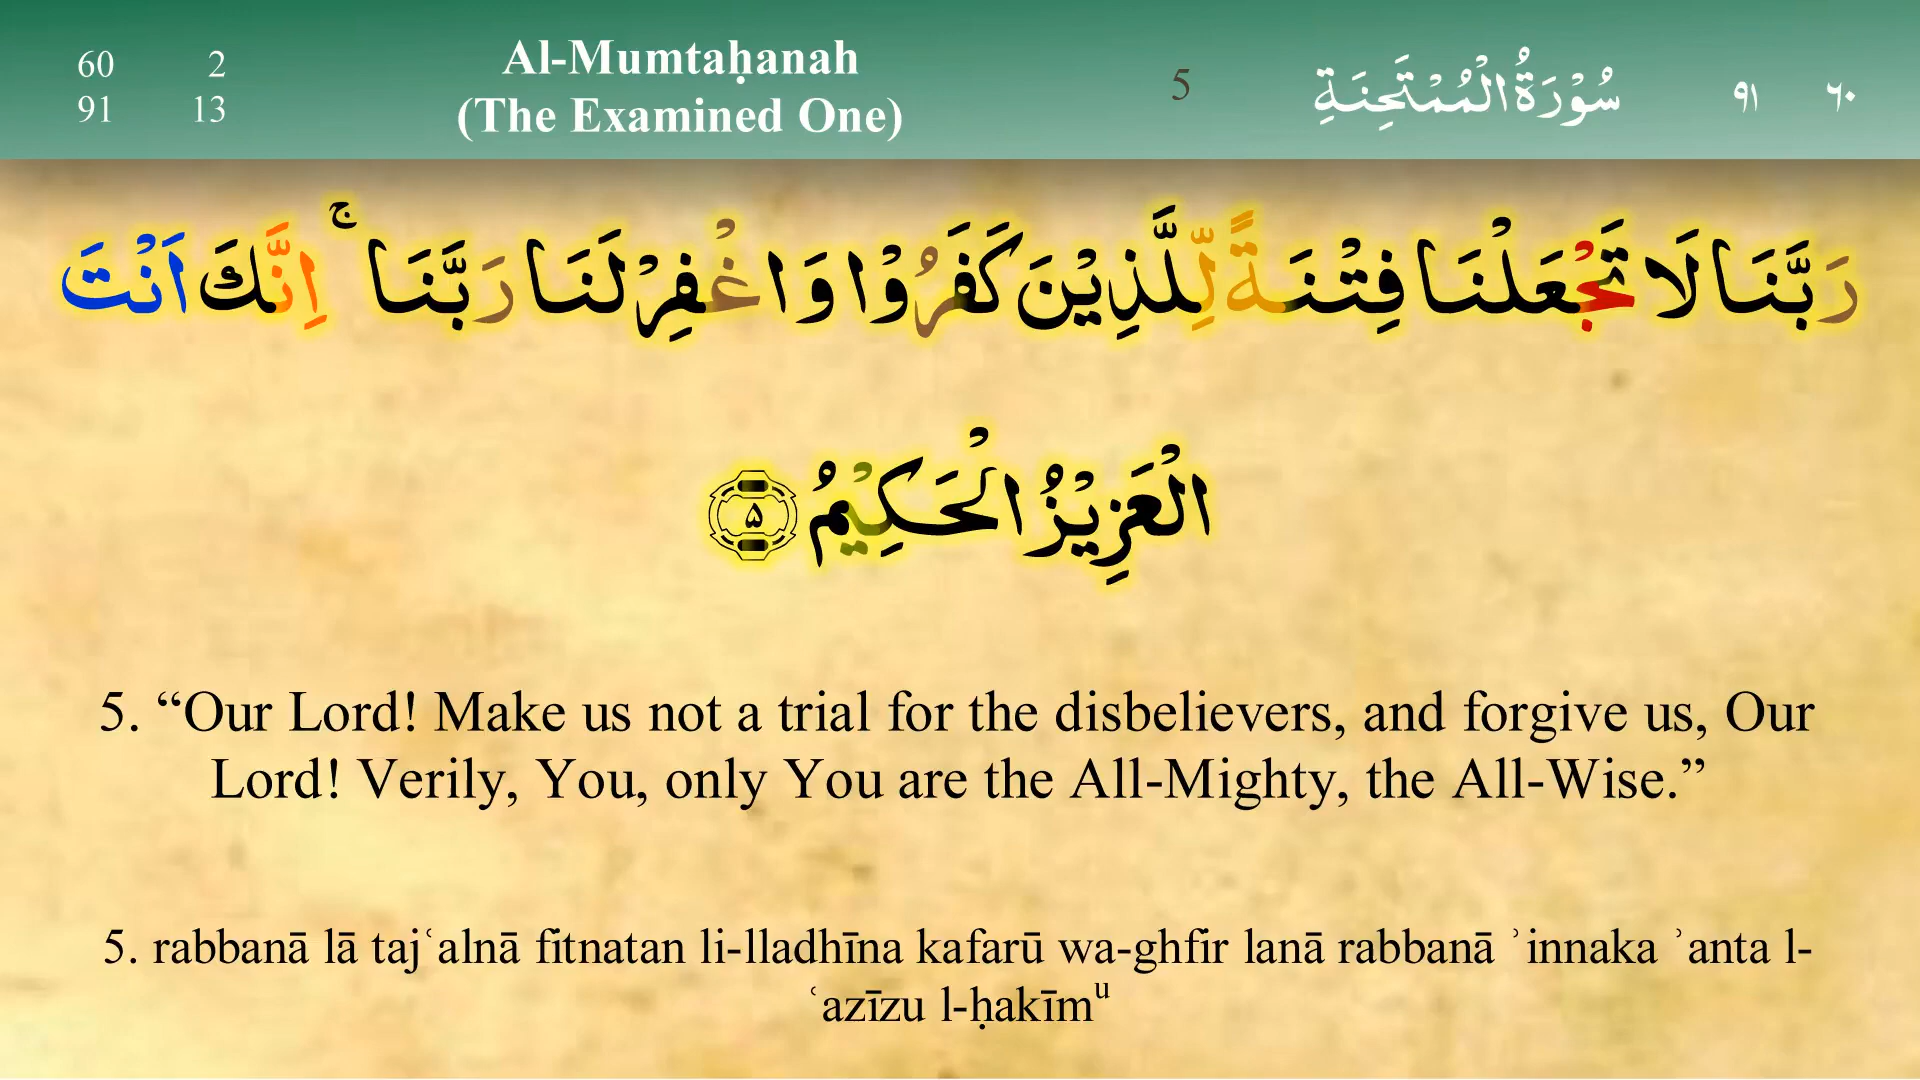 60 2
91 13
Al-Mumtaḥanah
(The Examined One)
5
سُوْرَةُ الْمُمْتَحِنَةِ
٩١ ٦٠
رَبَّنَا لَا تَجْعَلْنَا فِتْنَةً لِّلَّذِيْنَ كَفَرُوْا وَاغْفِرْ لَنَا رَبَّنَا ۚ اِنَّكَ اَنْتَ
الْعَزِيْزُ الْحَكِيْمُ ۵
5. “Our Lord! Make us not a trial for the disbelievers, and forgive us, Our
Lord! Verily, You, only You are the All-Mighty, the All-Wise.”
5. rabbanā lā tajʿalnā fitnatan li-lladhīna kafarū wa-ghfir lanā rabbanā ʾinnaka ʾanta l-
ʿazīzu l-ḥakīmᵘ